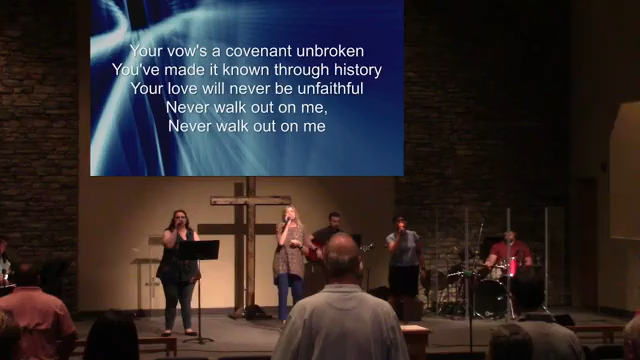 Your vow's a covenant unbroken
You've made it known through history
Your love will never be unfaithful
Never walk out on me,
Never walk out on me